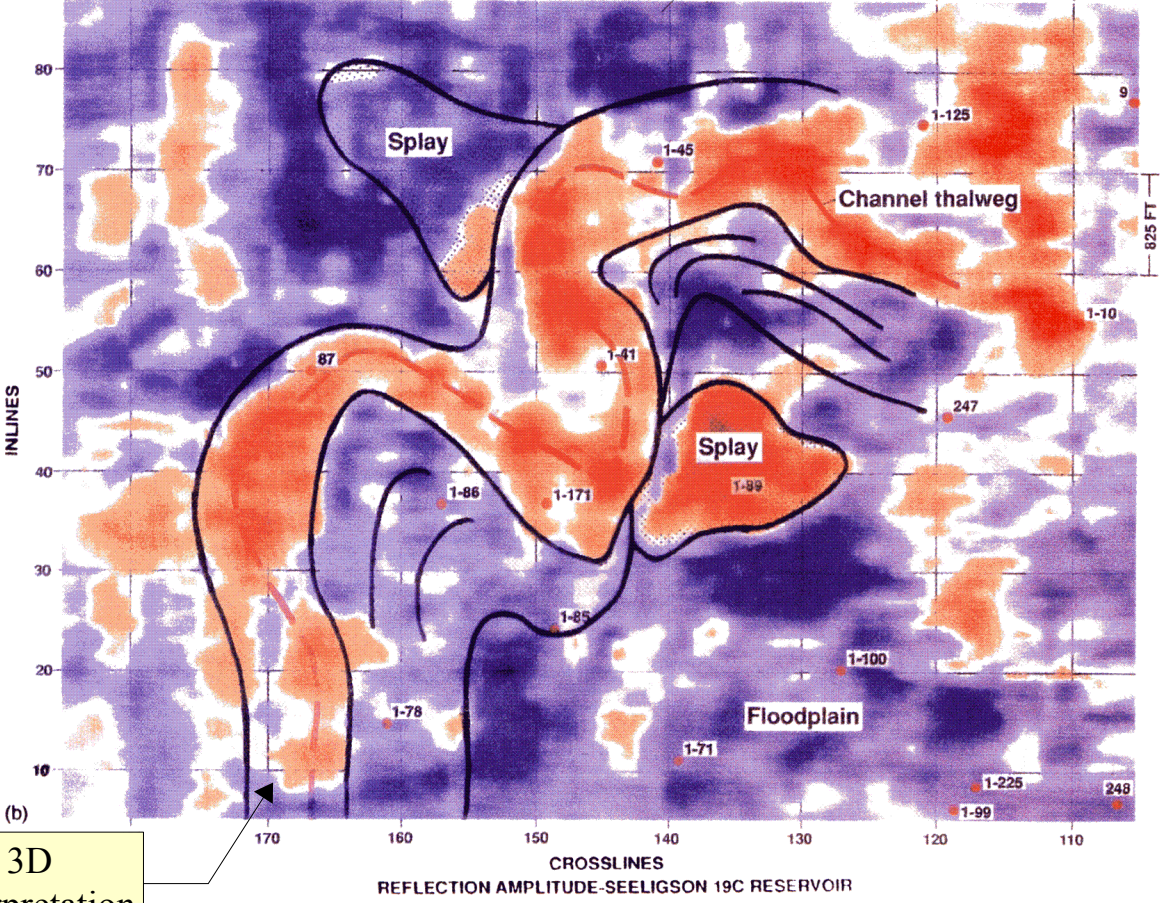 80
9
1-125
Splay
1-45
70
Channel thalweg
825 FT
60
1-10
87
1-41
50
247
INLINES
Splay
40
1-86
1-171
1-99
30
1-85
20
1-100
1-78
Floodplain
1-71
10
1-225
248
1-99
(b)
170
160
150
140
130
120
110
3D
CROSSLINES
REFLECTION AMPLITUDE-SEELIGSON 19C RESERVOIR
rpretation